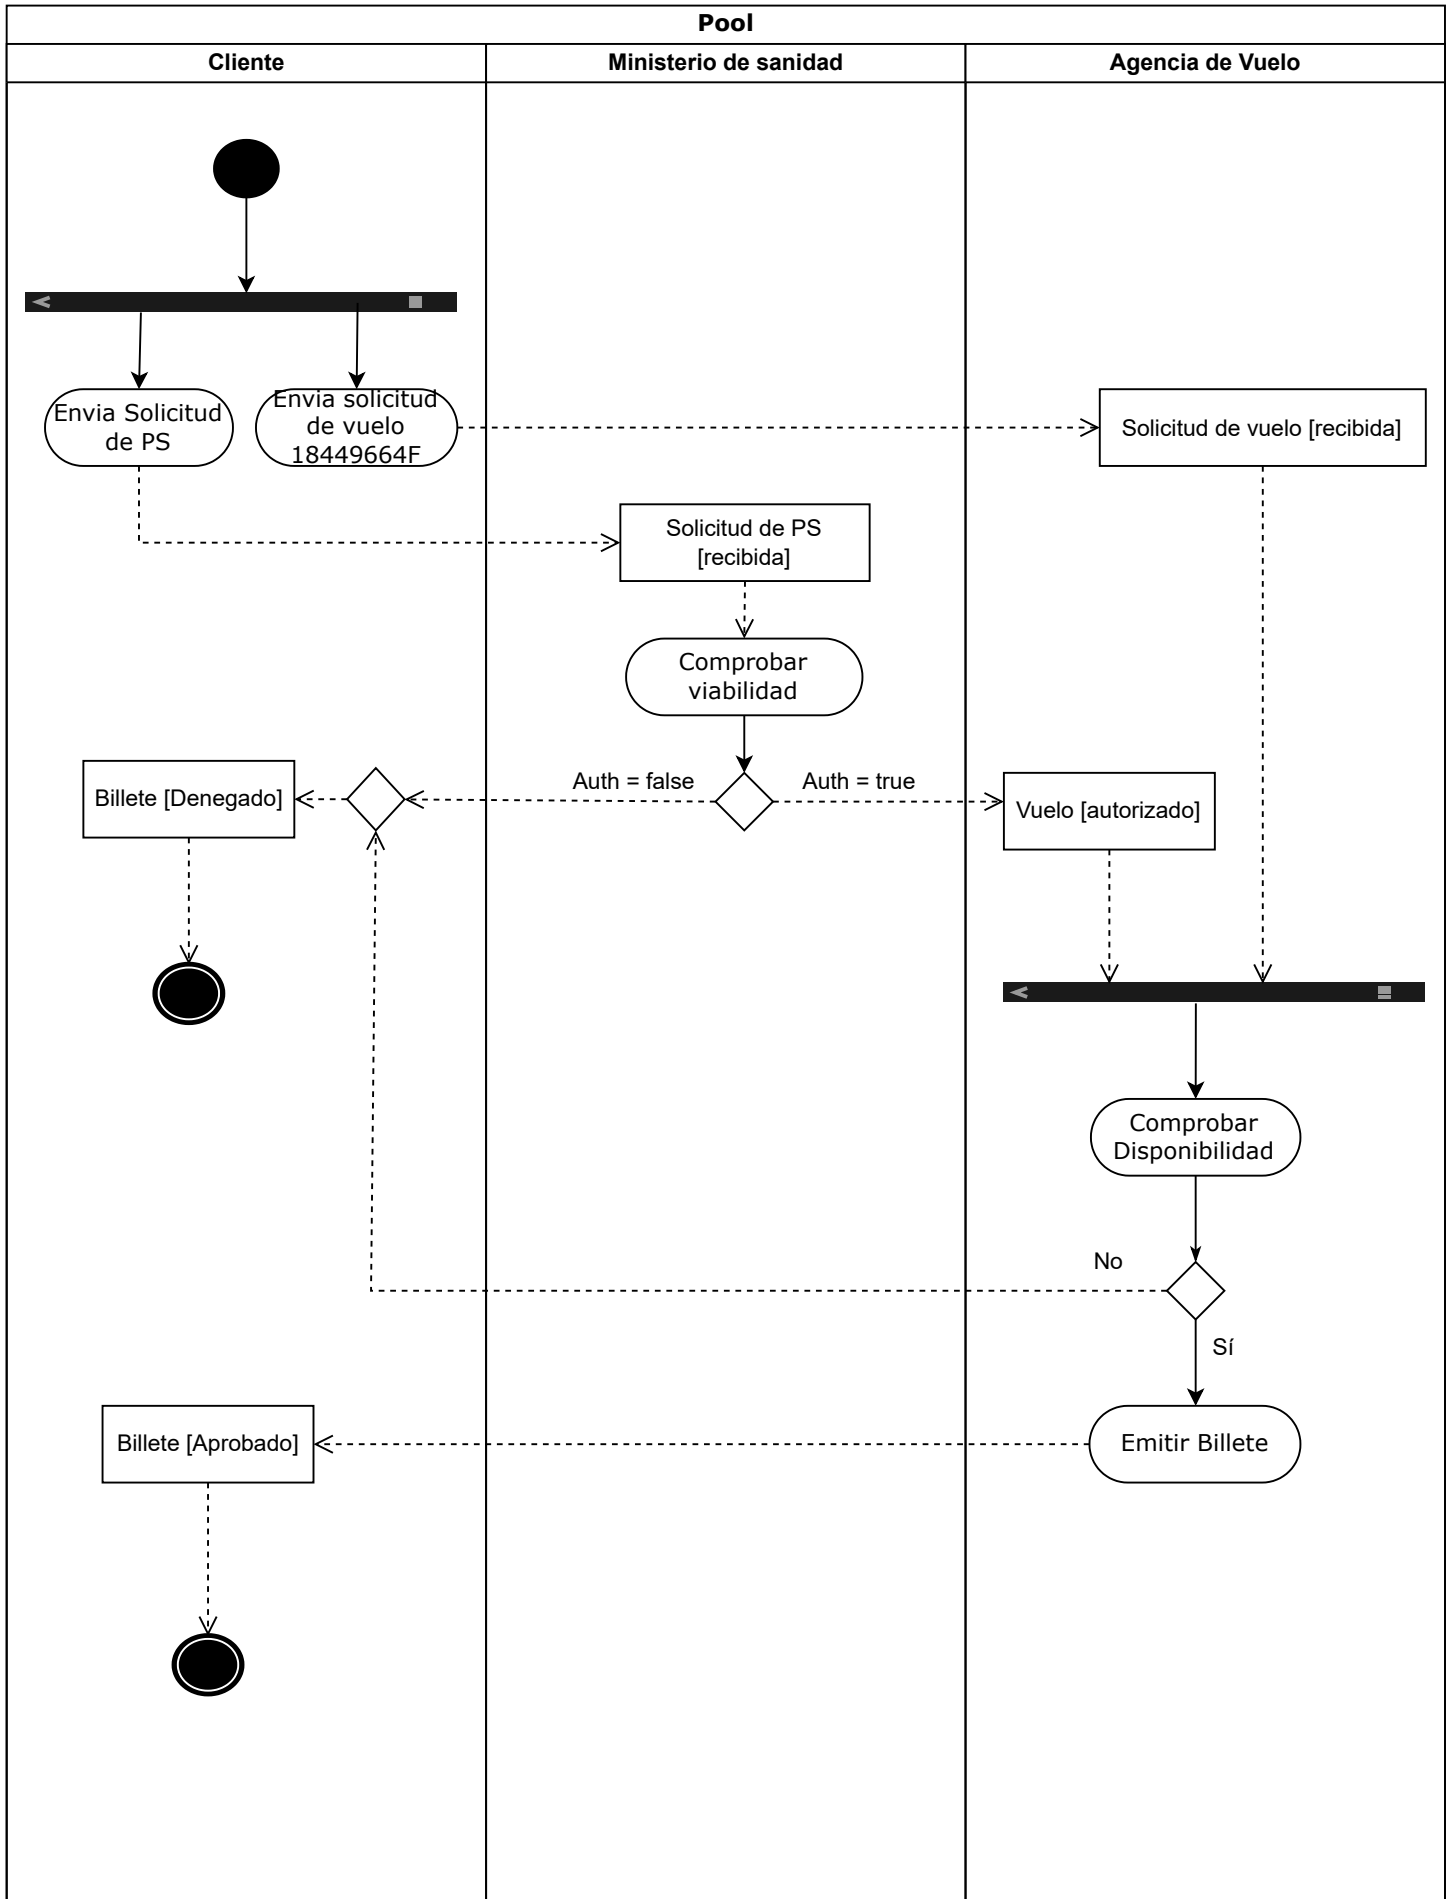 Pool
Cliente
Ministerio de sanidad
Agencia de Vuelo
Envia Solicitud
de PS
Envia solicitud
de vuelo
18449664F
Solicitud de vuelo [recibida]
Solicitud de PS
[recibida]
Comprobar
viabilidad
Billete [Denegado]
Auth = false
Auth = true
Vuelo [autorizado]
Comprobar
Disponibilidad
No
Sí
Billete [Aprobado]
Emitir Billete